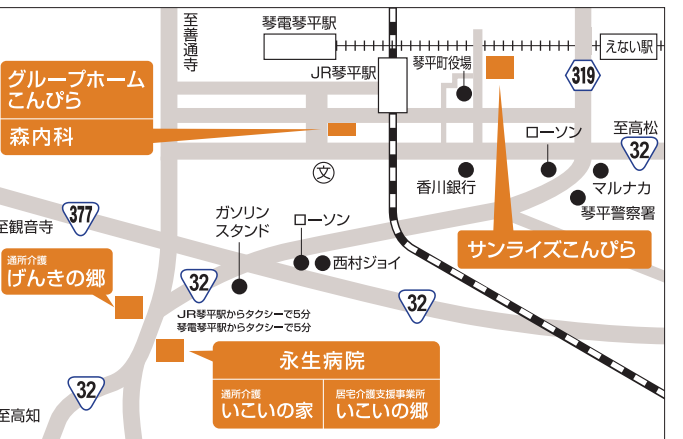 至善通寺
琴電琴平駅
JR琴平駅
琴平町役場
えない駅
319
グループホーム
こんぴら
森内科
ローソン
至高松
32
文
香川銀行
マルナカ
琴平警察署
377
至観音寺
ガソリン
スタンド
ローソン
西村ジョイ
サンライズこんぴら
通所介護
げんきの郷
32
JR琴平駅からタクシーで5分
琴電琴平駅からタクシーで5分
32
永生病院
通所介護
いこいの家
居宅介護支援事業所
いこいの郷
32
至高知